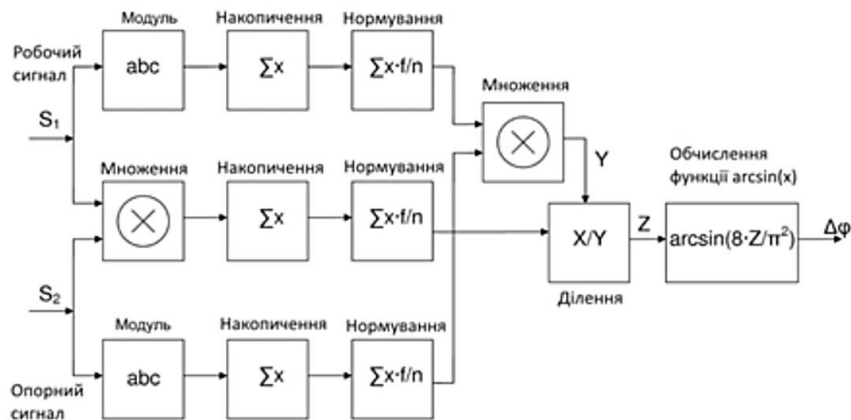 Модуль
Накопичення
Нормування
Робочий
сигнал
abc
∑x
∑x·f/n
Множення
S₁
Y
Обчислення
функції arcsin(x)
Множення
Накопичення
Нормування
∑x
∑x·f/n
X/Y
Z
arcsin(8·Z/π²)
Δφ
Ділення
S₂
Модуль
Накопичення
Нормування
abc
∑x
∑x·f/n
Опорний
сигнал